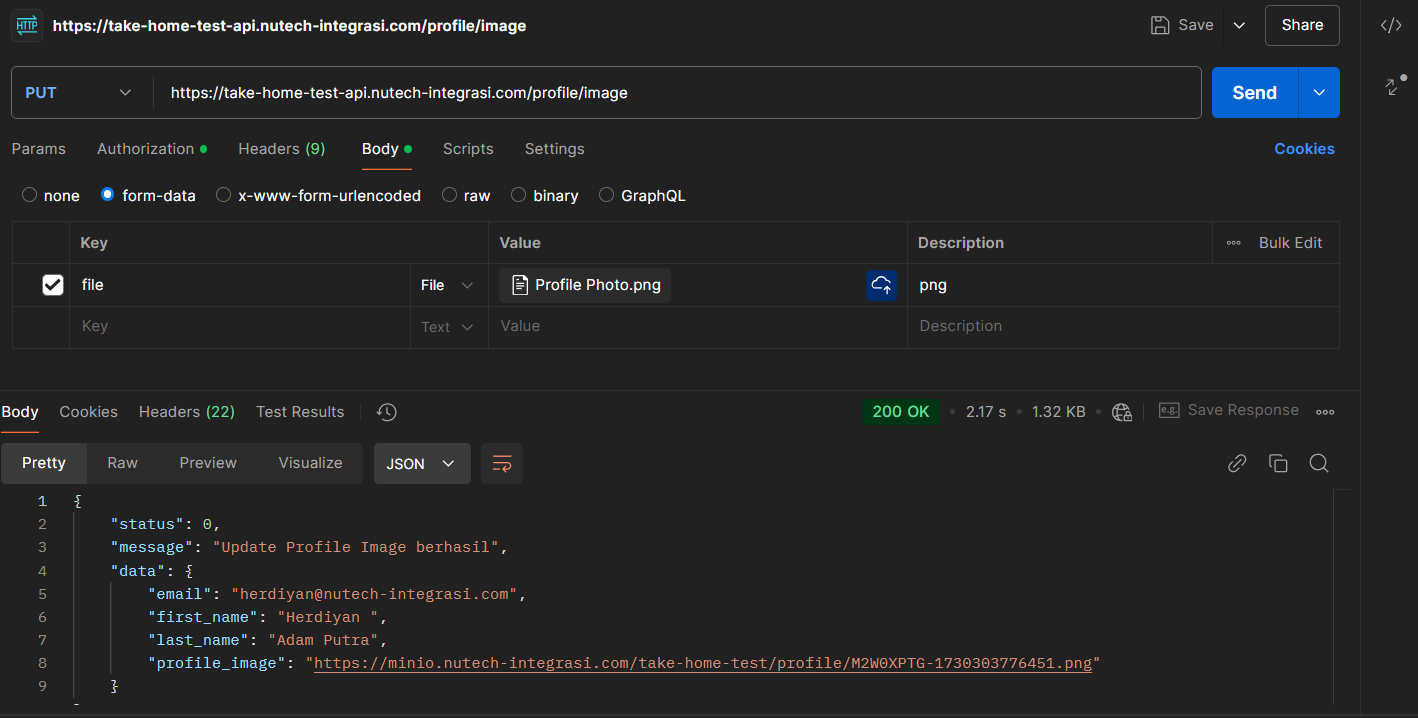 HTTP https://take-home-test-api.nutech-integrasi.com/profile/image Save Share
PUT https://take-home-test-api.nutech-integrasi.com/profile/image Send
Params Authorization Headers (9) Body Scripts Settings Cookies
none form-data x-www-form-urlencoded raw binary GraphQL
Key Value Description Bulk Edit
file File Profile Photo.png png
Key Text Value Description
Body Cookies Headers (22) Test Results 200 OK • 2.17 s • 1.32 KB • e.g. Save Response
Pretty Raw Preview Visualize JSON
1 {
2 "status": 0,
3 "message": "Update Profile Image berhasil",
4 "data": {
5 "email": "herdiyan@nutech-integrasi.com",
6 "first_name": "Herdiyan ",
7 "last_name": "Adam Putra",
8 "profile_image": "https://minio.nutech-integrasi.com/take-home-test/profile/M2W0XPTG-1730303776451.png"
9 }